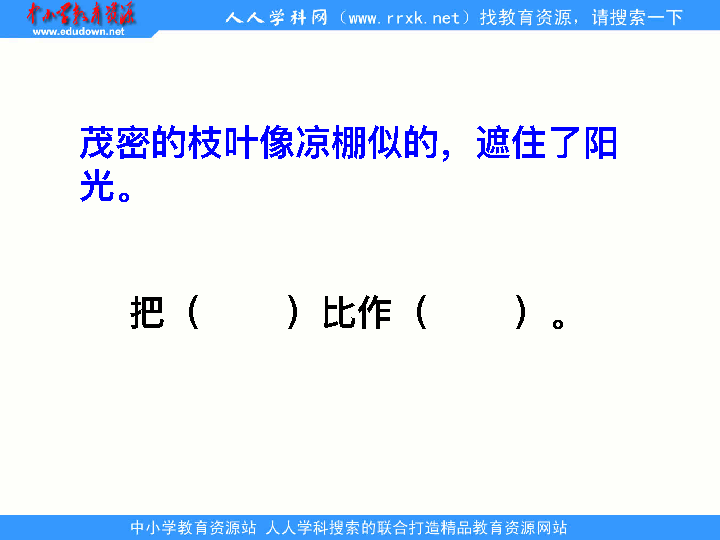 中小学教育资源
www.edudown.net
人人学科网（www.rrxk.net）找教育资源，请搜索一下
茂密的枝叶像凉棚似的，遮住了阳
光。
把（ ）比作（ ）。
中小学教育资源站 人人学科搜索的联合打造精品教育资源网站